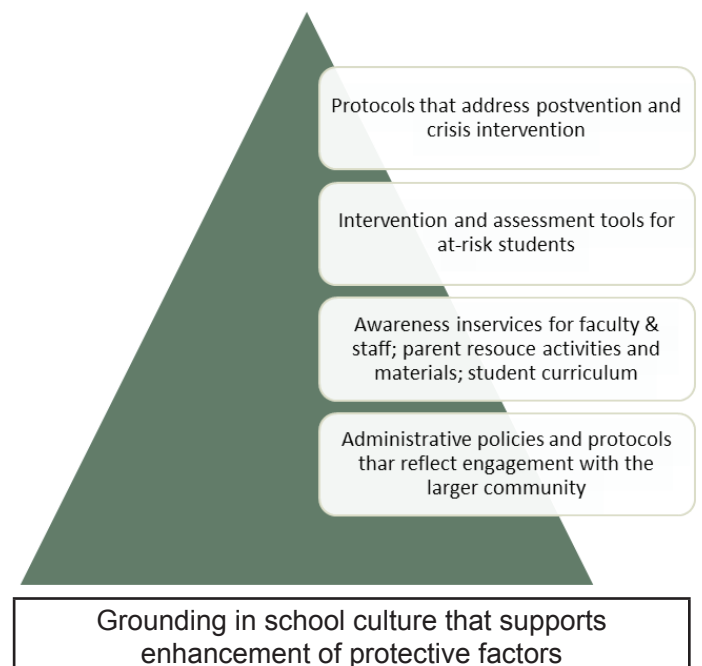 Protocols that address postvention and
crisis intervention
Intervention and assessment tools for
at-risk students
Awareness inservices for faculty &
staff; parent resouce activities and
materials; student curriculum
Administrative policies and protocols
thar reflect engagement with the
larger community
Grounding in school culture that supports
enhancement of protective factors